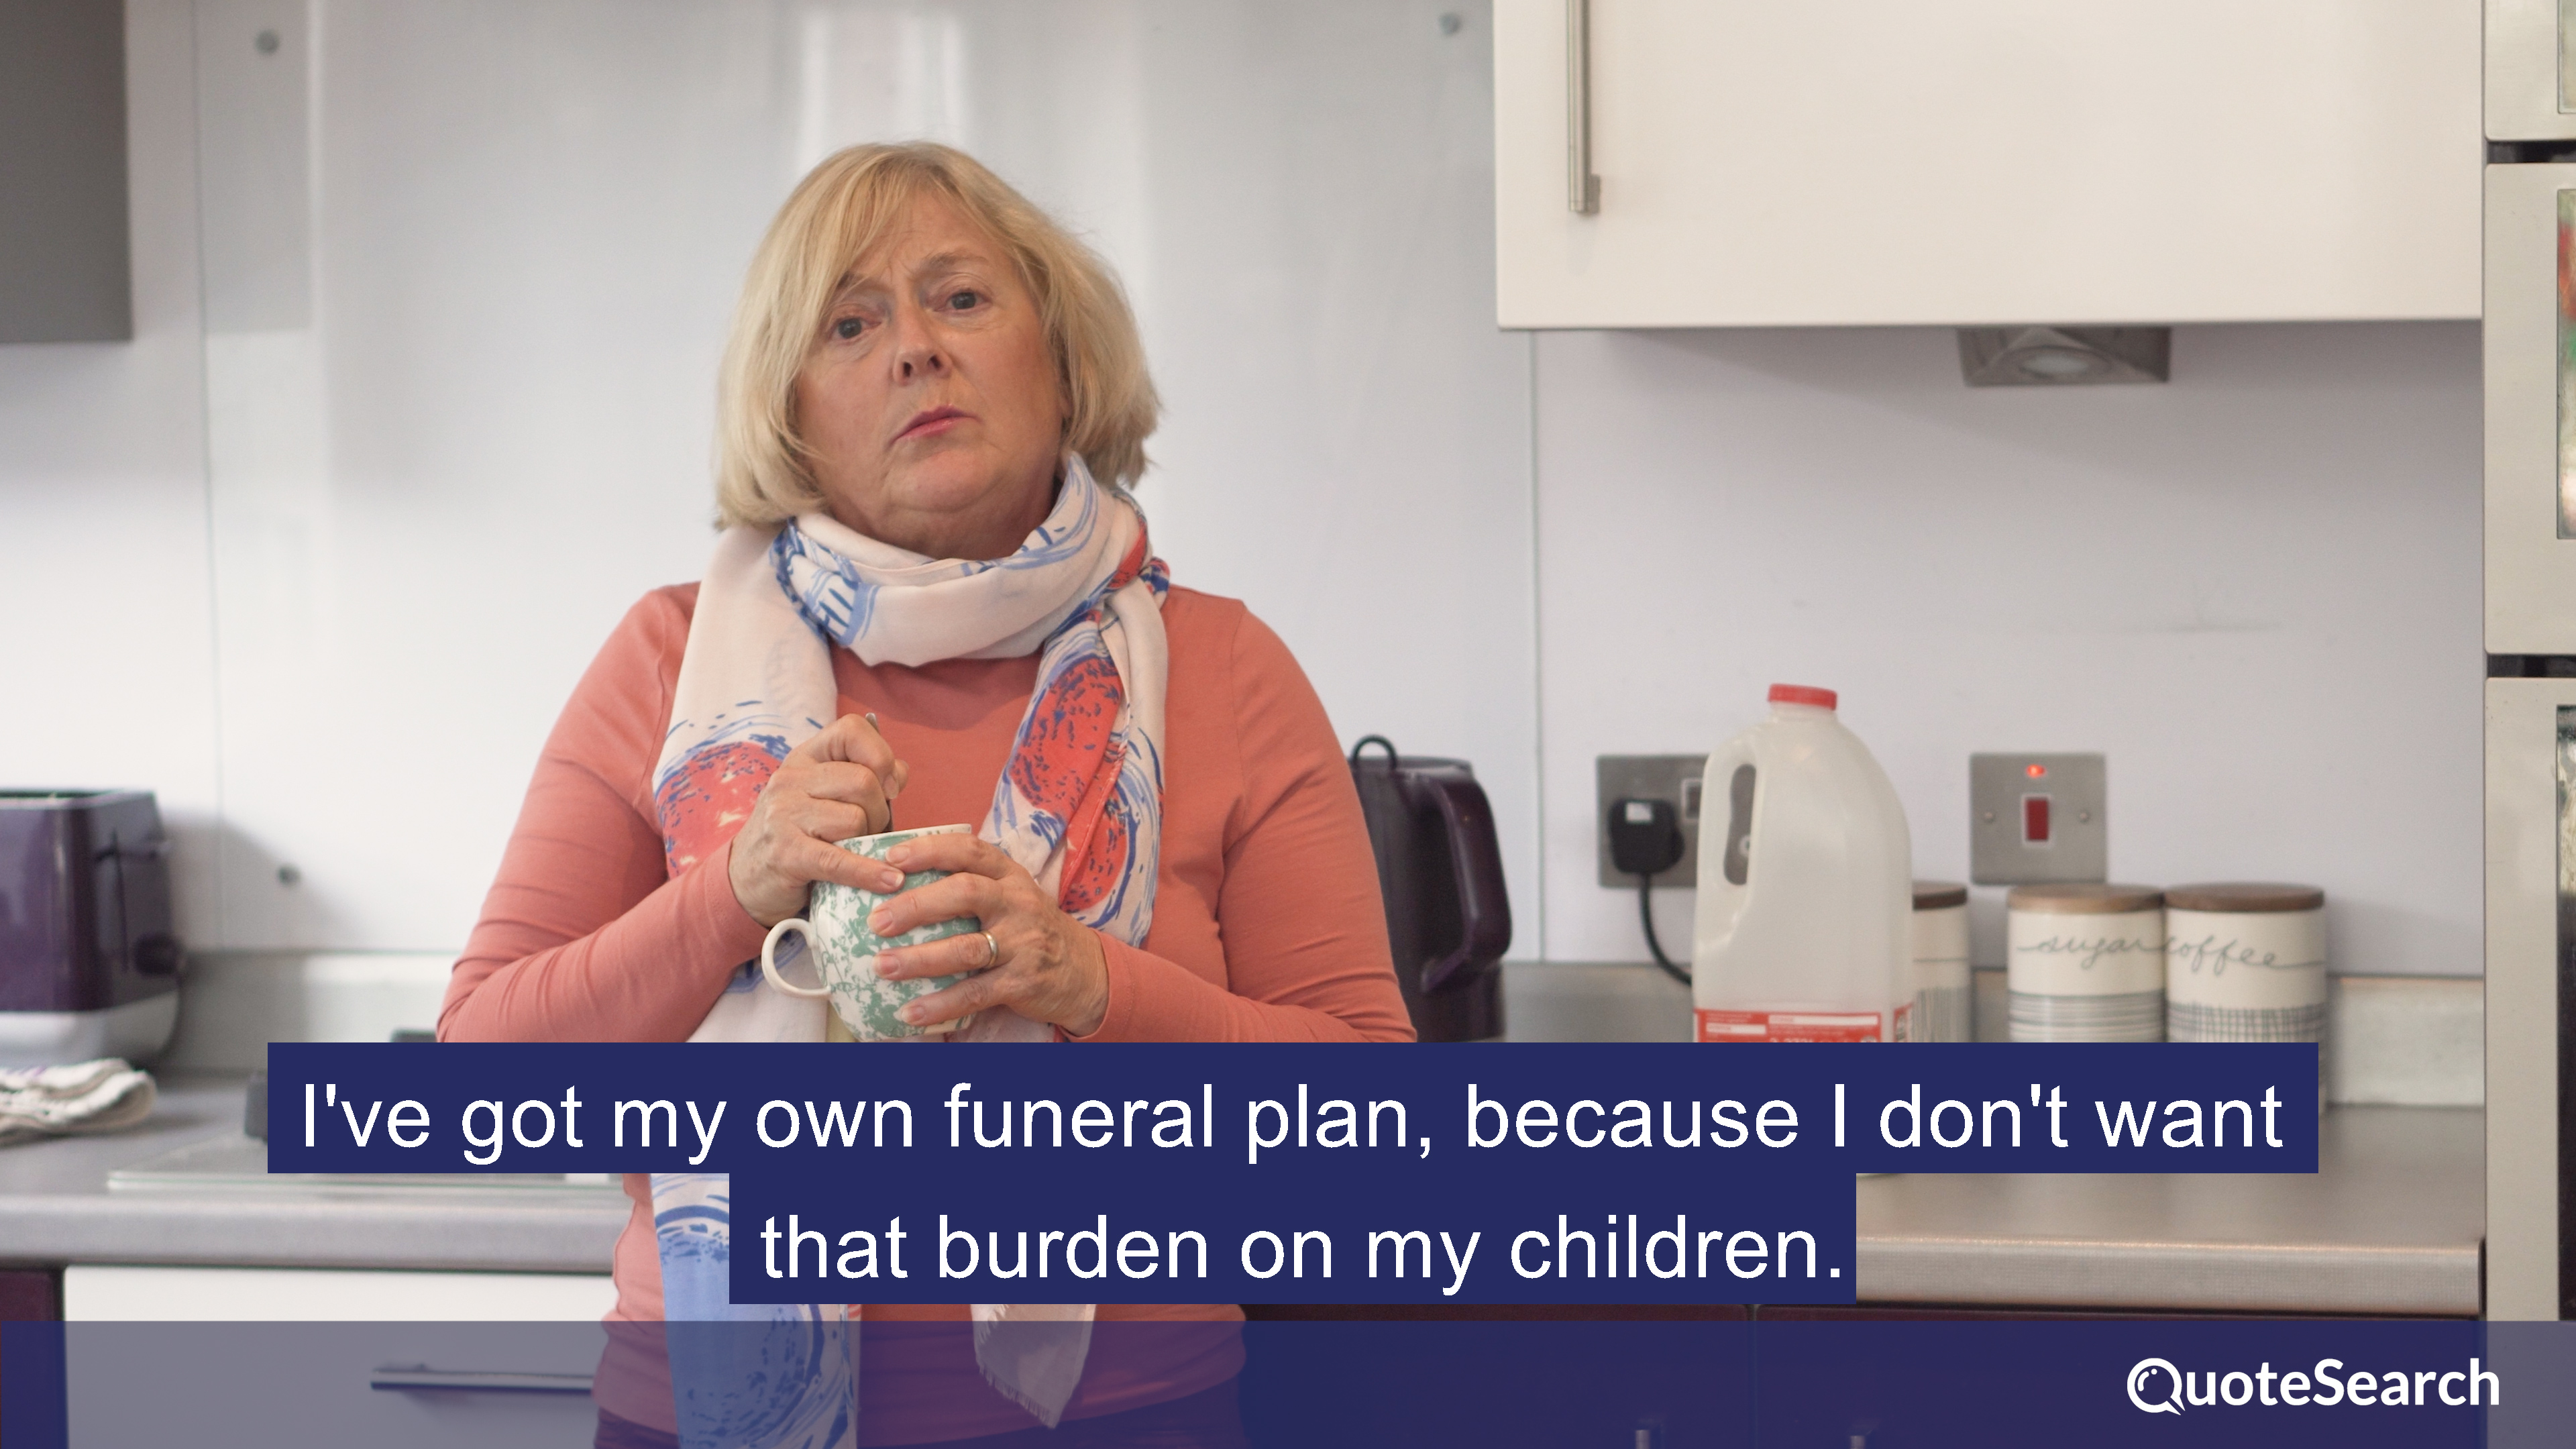 sugar
coffee
I've got my own funeral plan, because I don't want
that burden on my children.
QuoteSearch